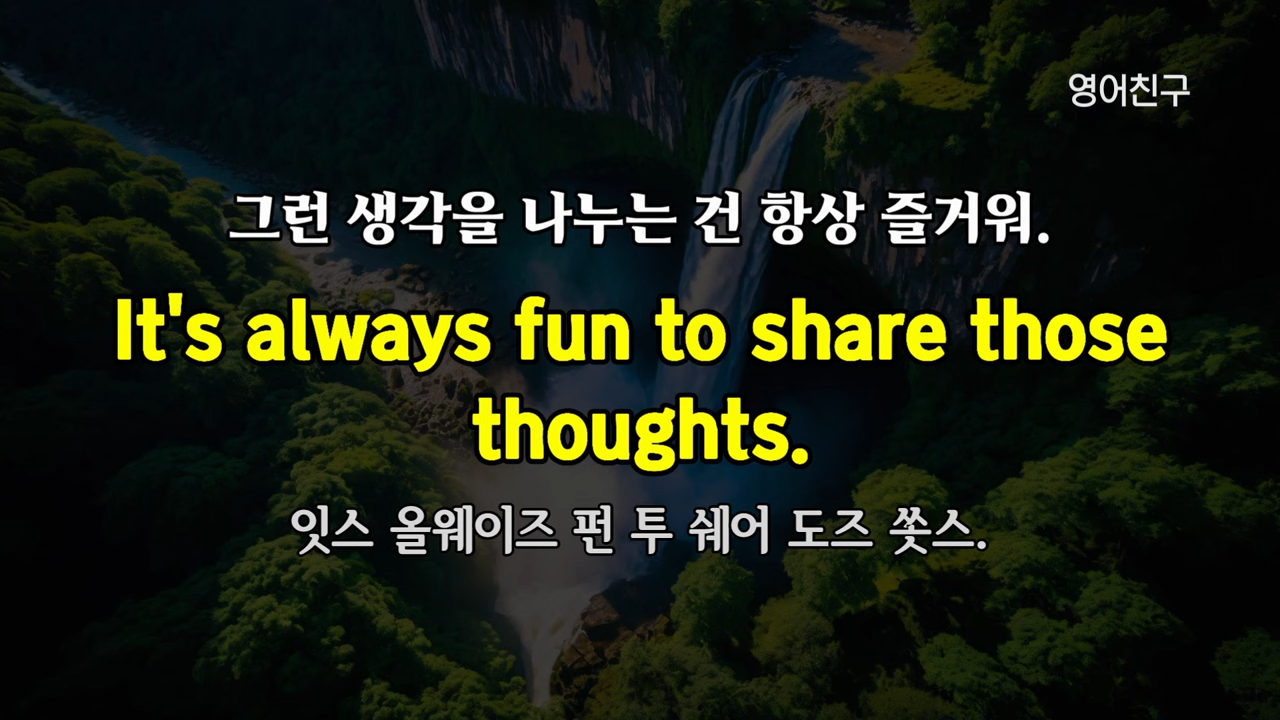 영어친구
그런 생각을 나누는 건 항상 즐거워.
It's always fun to share those
thoughts.
잇스 올웨이즈 펀 투 쉐어 도즈 쏫스.